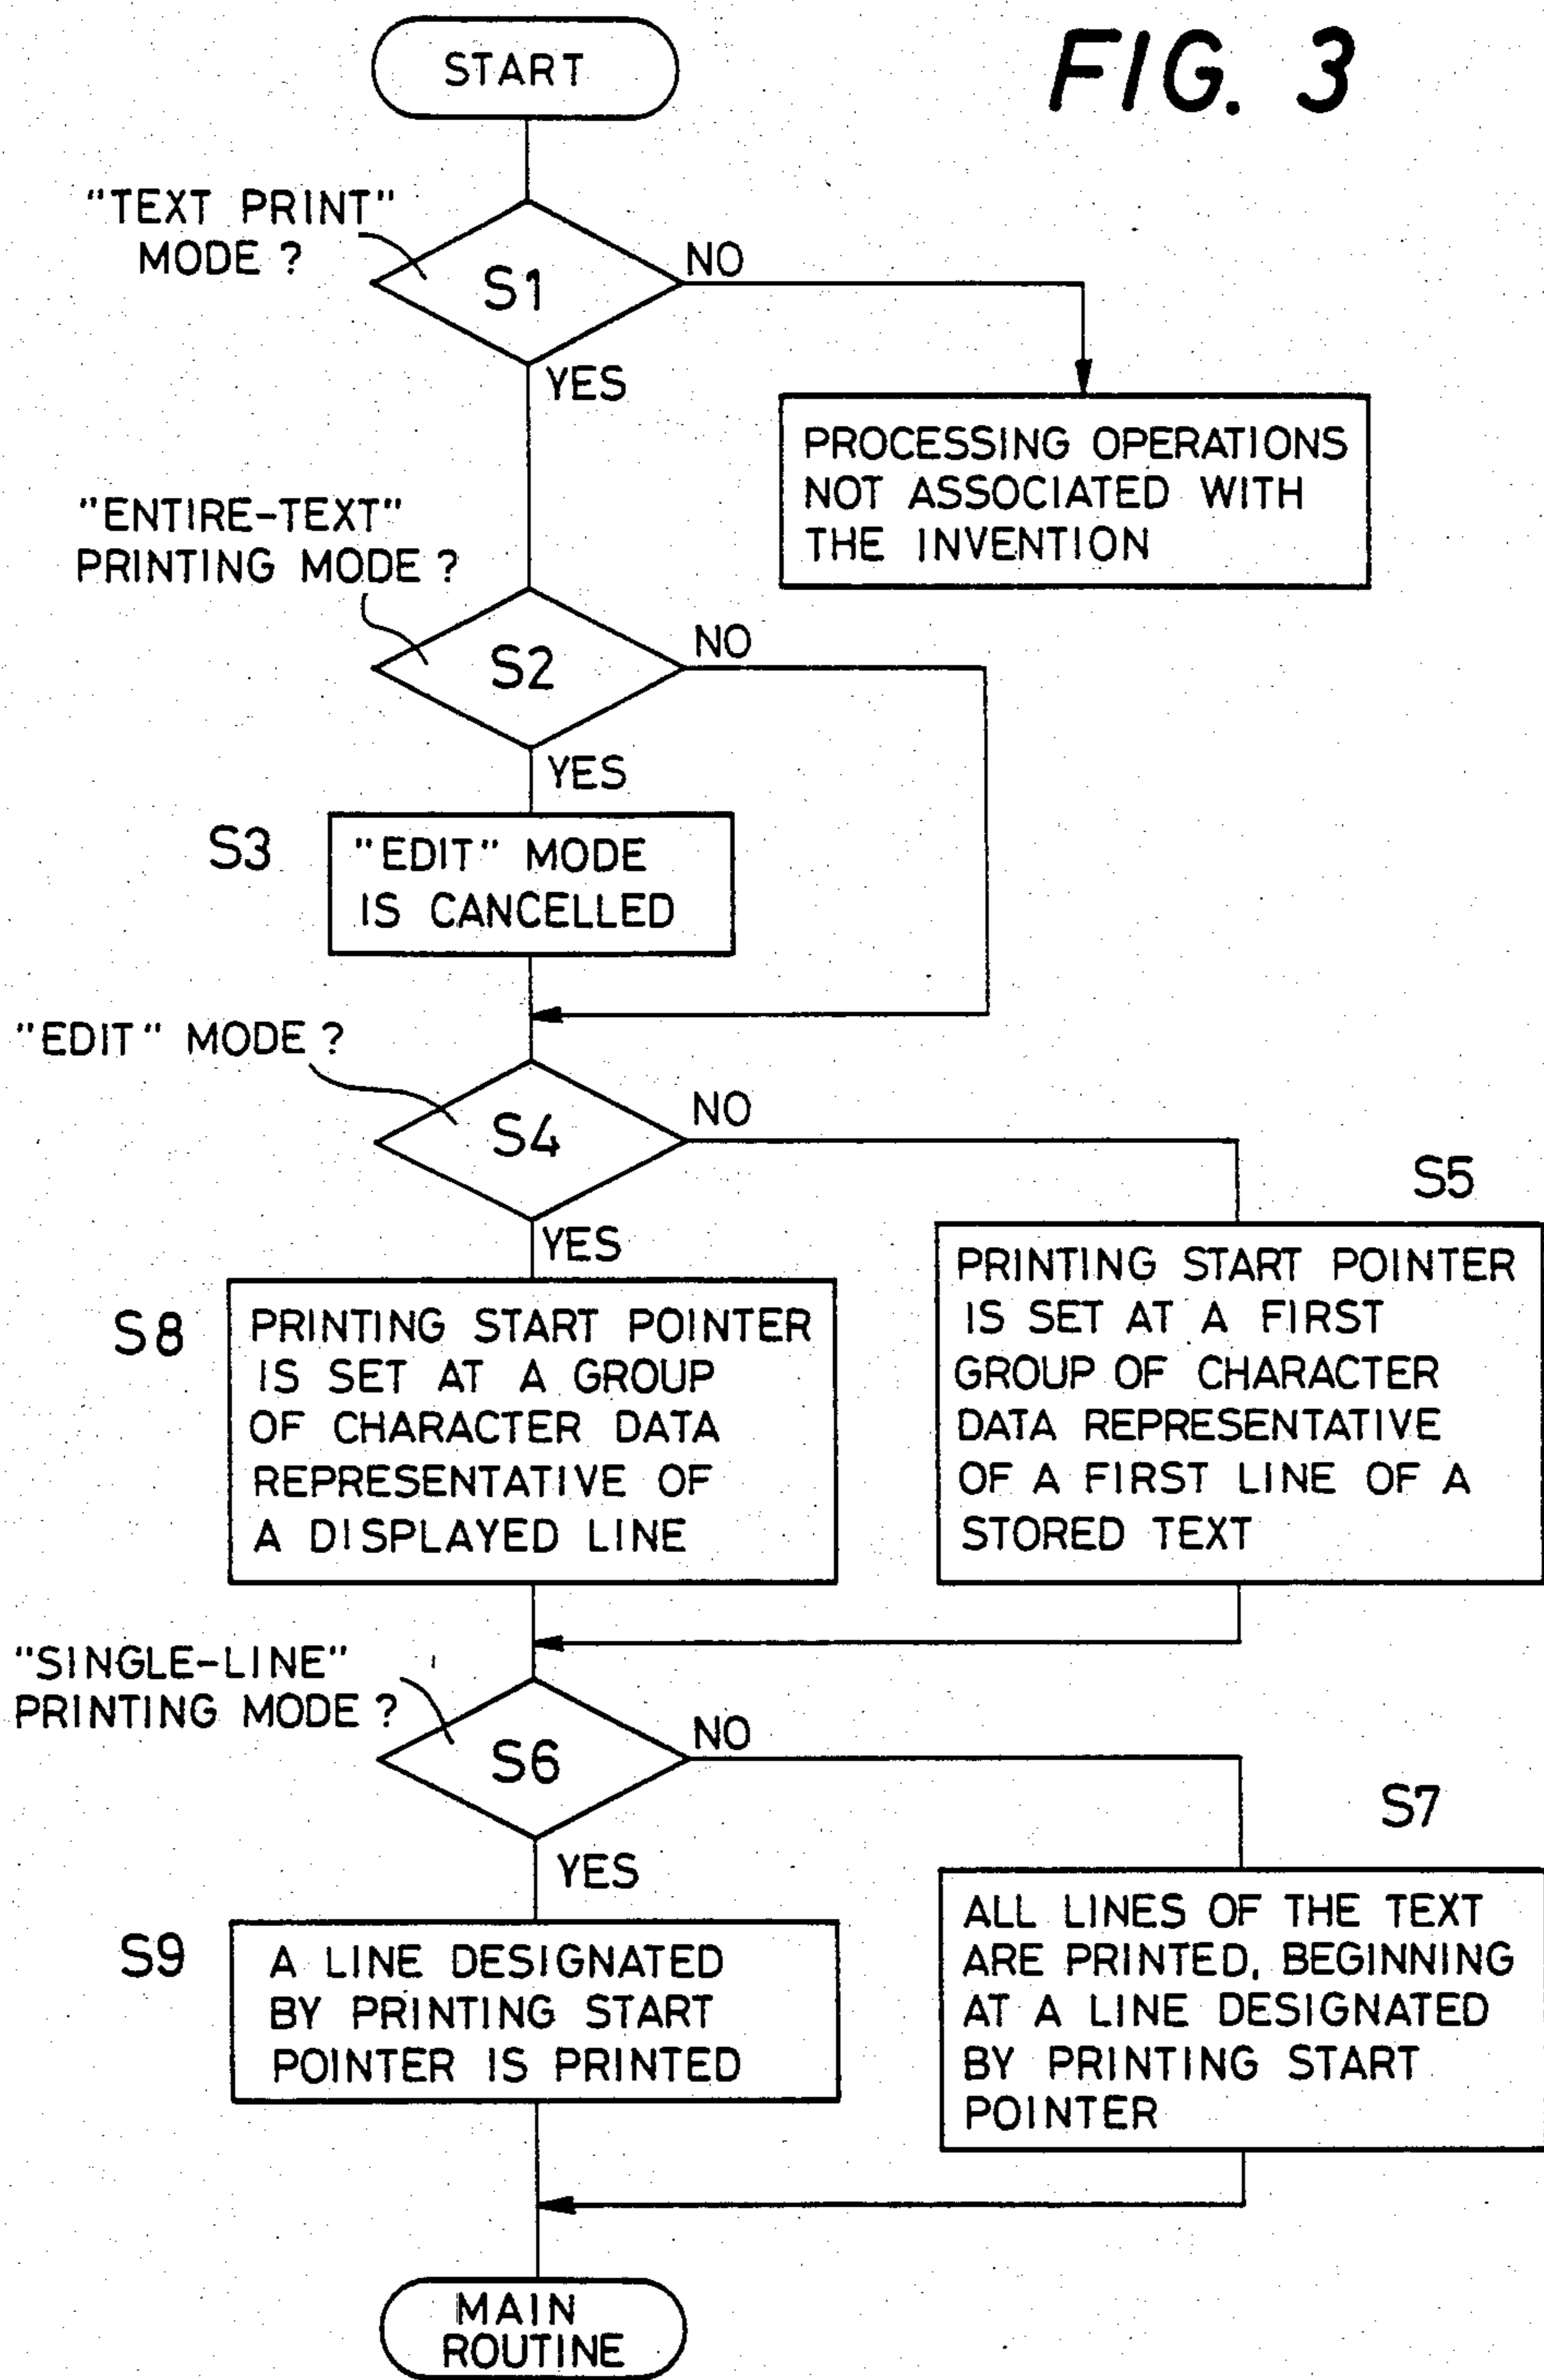 START
FIG. 3
"TEXT PRINT"
MODE ?
S1
NO
YES
PROCESSING OPERATIONS
NOT ASSOCIATED WITH
THE INVENTION
"ENTIRE-TEXT"
PRINTING MODE ?
S2
NO
YES
S3
"EDIT" MODE
IS CANCELLED
"EDIT" MODE ?
S4
NO
YES
S5
PRINTING START POINTER
IS SET AT A FIRST
GROUP OF CHARACTER
DATA REPRESENTATIVE
OF A FIRST LINE OF A
STORED TEXT
S8
PRINTING START POINTER
IS SET AT A GROUP
OF CHARACTER DATA
REPRESENTATIVE OF
A DISPLAYED LINE
"SINGLE-LINE"
PRINTING MODE ?
S6
NO
YES
S7
ALL LINES OF THE TEXT
ARE PRINTED, BEGINNING
AT A LINE DESIGNATED
BY PRINTING START
POINTER
S9
A LINE DESIGNATED
BY PRINTING START
POINTER IS PRINTED
MAIN
ROUTINE